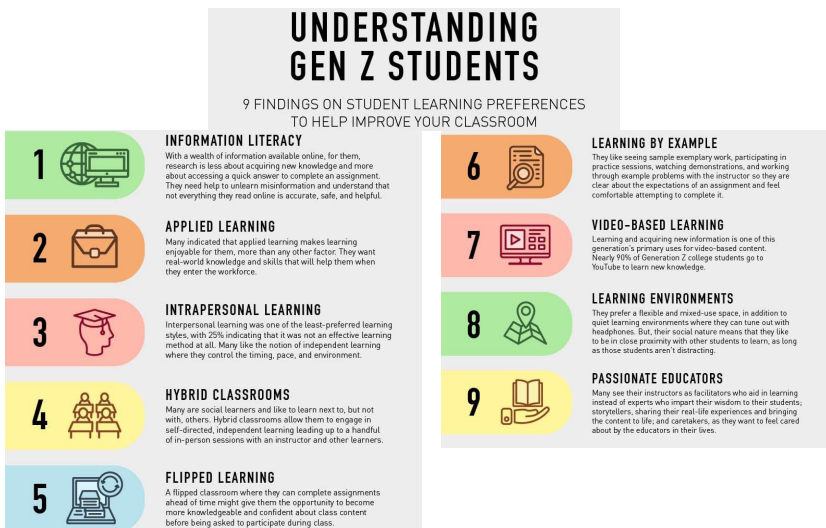 UNDERSTANDING
GEN Z STUDENTS
9 FINDINGS ON STUDENT LEARNING PREFERENCES
TO HELP IMPROVE YOUR CLASSROOM
1
INFORMATION LITERACY
With a wealth of information available online, for them,
research is less about acquiring new knowledge and more
about accessing a quick answer to complete an assignment.
They need help to unlearn misinformation and understand that
not everything they read online is accurate, safe, and helpful.
2
APPLIED LEARNING
Many indicated that applied learning makes learning
enjoyable for them, more than any other factor. They want
real-world knowledge and skills that will help them when
they enter the workforce.
3
INTRAPERSONAL LEARNING
Interpersonal learning was one of the least-preferred learning
styles, with 25% indicating that it was not an effective learning
method at all. Many like the notion of independent learning
where they control the timing, pace, and environment.
4
HYBRID CLASSROOMS
Many are social learners and like to learn next to, but not
with, others. Hybrid classrooms allow them to engage in
self-directed, independent learning leading up to a handful
of in-person sessions with an instructor and other learners.
5
FLIPPED LEARNING
A flipped classroom where they can complete assignments
ahead of time might give them the opportunity to become
more knowledgeable and confident about class content
before being asked to participate during class.
6
LEARNING BY EXAMPLE
They like seeing sample exemplary work, participating in
practice sessions, watching demonstrations, and working
through example problems with the instructor so they are
clear about the expectations of an assignment and feel
comfortable attempting to complete it.
7
VIDEO-BASED LEARNING
Learning and acquiring new information is one of this
generation's primary uses for video-based content.
Nearly 90% of Generation Z college students go to
YouTube to learn new knowledge.
8
LEARNING ENVIRONMENTS
They prefer a flexible and mixed-use space, in addition to
quiet learning environments where they can tune out with
headphones. But, their social nature means that they like
to be in close proximity with other students to learn, as long
as those students aren't distracting.
9
PASSIONATE EDUCATORS
Many see their instructors as facilitators who aid in learning
instead of experts who impart their wisdom to their students;
storytellers, sharing their real-life experiences and bringing
the content to life; and caretakers, as they want to feel cared
about by the educators in their lives.